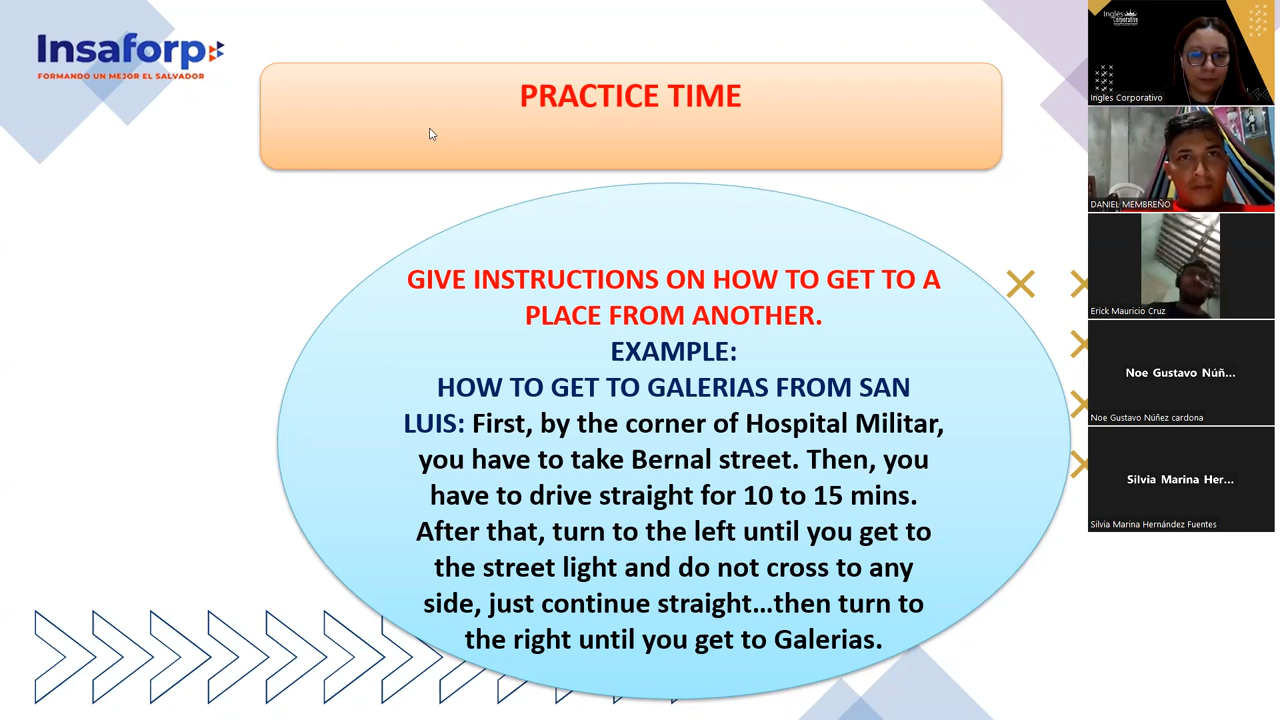 Insaforp
FORMANDO UN MEJOR EL SALVADOR
PRACTICE TIME
GIVE INSTRUCTIONS ON HOW TO GET TO A
PLACE FROM ANOTHER.
EXAMPLE:
HOW TO GET TO GALERIAS FROM SAN
LUIS: First, by the corner of Hospital Militar,
you have to take Bernal street. Then, you
have to drive straight for 10 to 15 mins.
After that, turn to the left until you get to
the street light and do not cross to any
side, just continue straight…then turn to
the right until you get to Galerias.
Inglés
Corporativo
Ingles Corporativo
DANIEL MEMBREÑO
Erick Mauricio Cruz
Noe Gustavo Núñ...
Noe Gustavo Núñez cardona
Silvia Marina Her...
Silvia Marina Hernández Fuentes